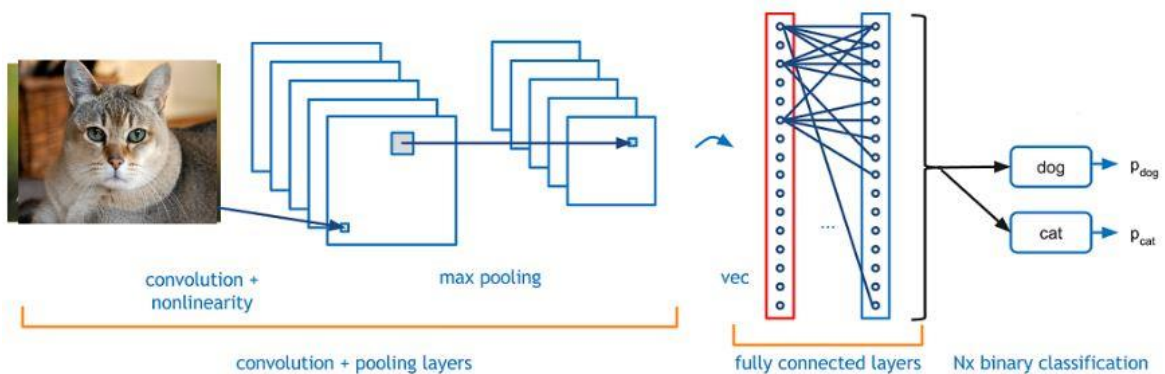 convolution +
nonlinearity
max pooling
vec
...
dog
p_dog
cat
p_cat
convolution + pooling layers
fully connected layers
Nx binary classification